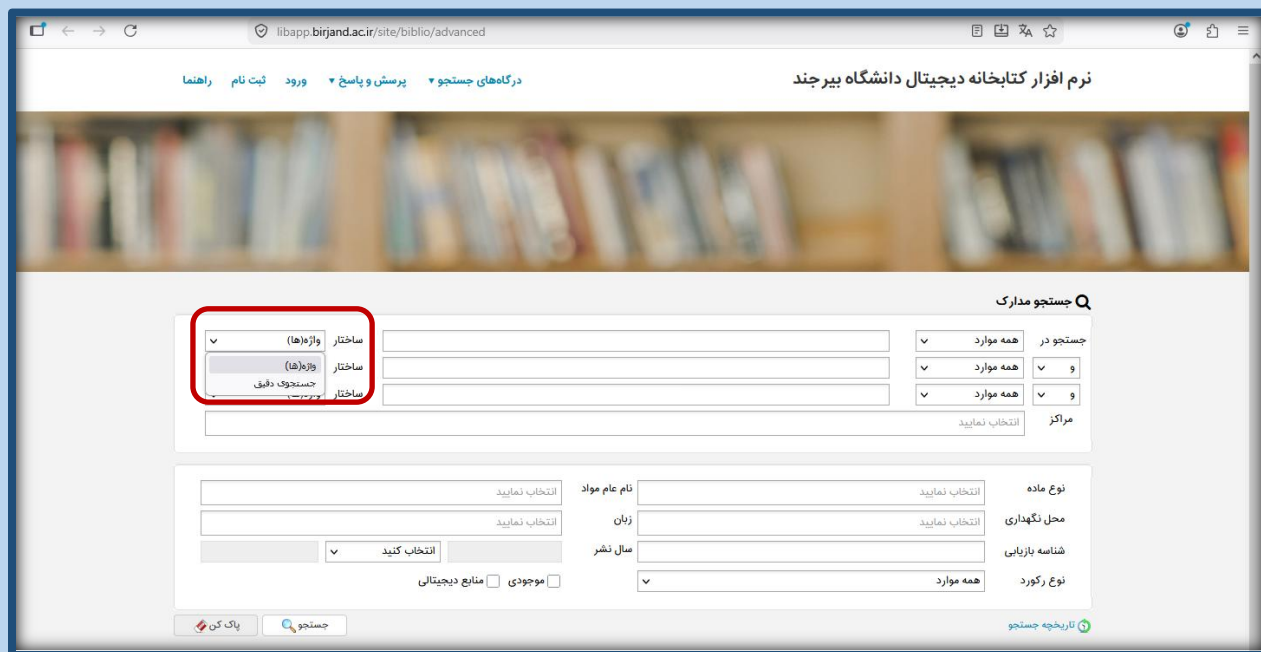 libapp.birjand.ac.ir/site/biblio/advanced
نرم افزار کتابخانه دیجیتال دانشگاه بیرجند
درگاه‌های جستجو ▾ پرسش و پاسخ ▾ ورود ثبت نام راهنما
جستجو مدارک
جستجو در همه موارد ساختار واژه(ها)
و همه موارد ساختار واژه(ها)
و همه موارد ساختار جستجوی دقیق
مراکز انتخاب نمایید
نوع ماده انتخاب نمایید نام عام مواد انتخاب نمایید
محل نگهداری انتخاب نمایید زبان انتخاب نمایید
شناسه بازیابی سال نشر انتخاب کنید
نوع رکورد همه موارد موجودی منابع دیجیتالی
تاریخچه جستجو جستجو پاک کن